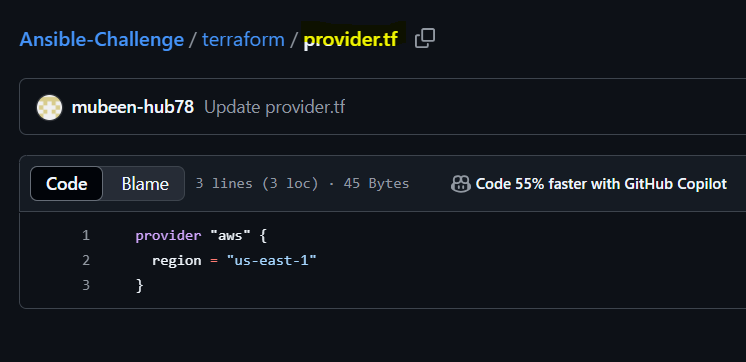 Ansible-Challenge / terraform / provider.tf
mubeen-hub78 Update provider.tf
Code Blame 3 lines (3 loc) · 45 Bytes Code 55% faster with GitHub Copilot
1 provider "aws" {
2 region = "us-east-1"
3 }